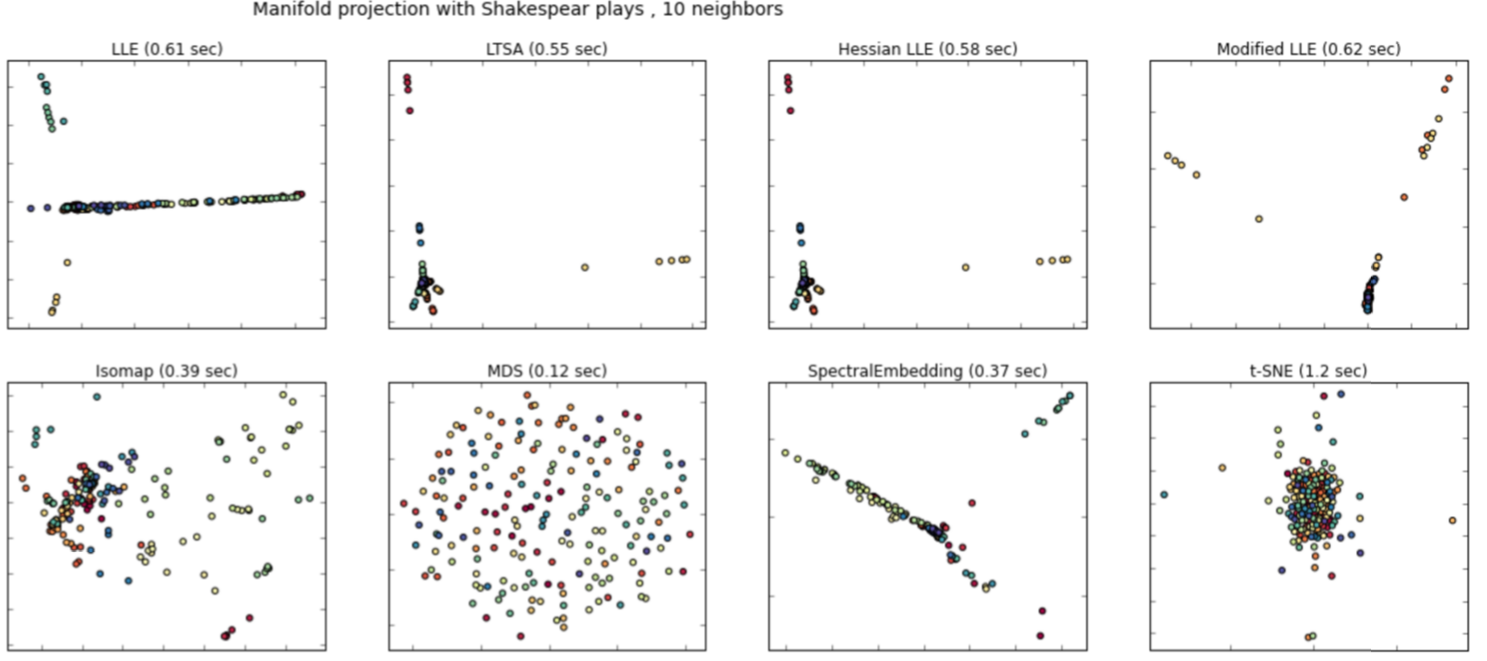 Manifold projection with Shakespear plays , 10 neighbors
LLE (0.61 sec)
LTSA (0.55 sec)
Hessian LLE (0.58 sec)
Modified LLE (0.62 sec)
Isomap (0.39 sec)
MDS (0.12 sec)
SpectralEmbedding (0.37 sec)
t-SNE (1.2 sec)